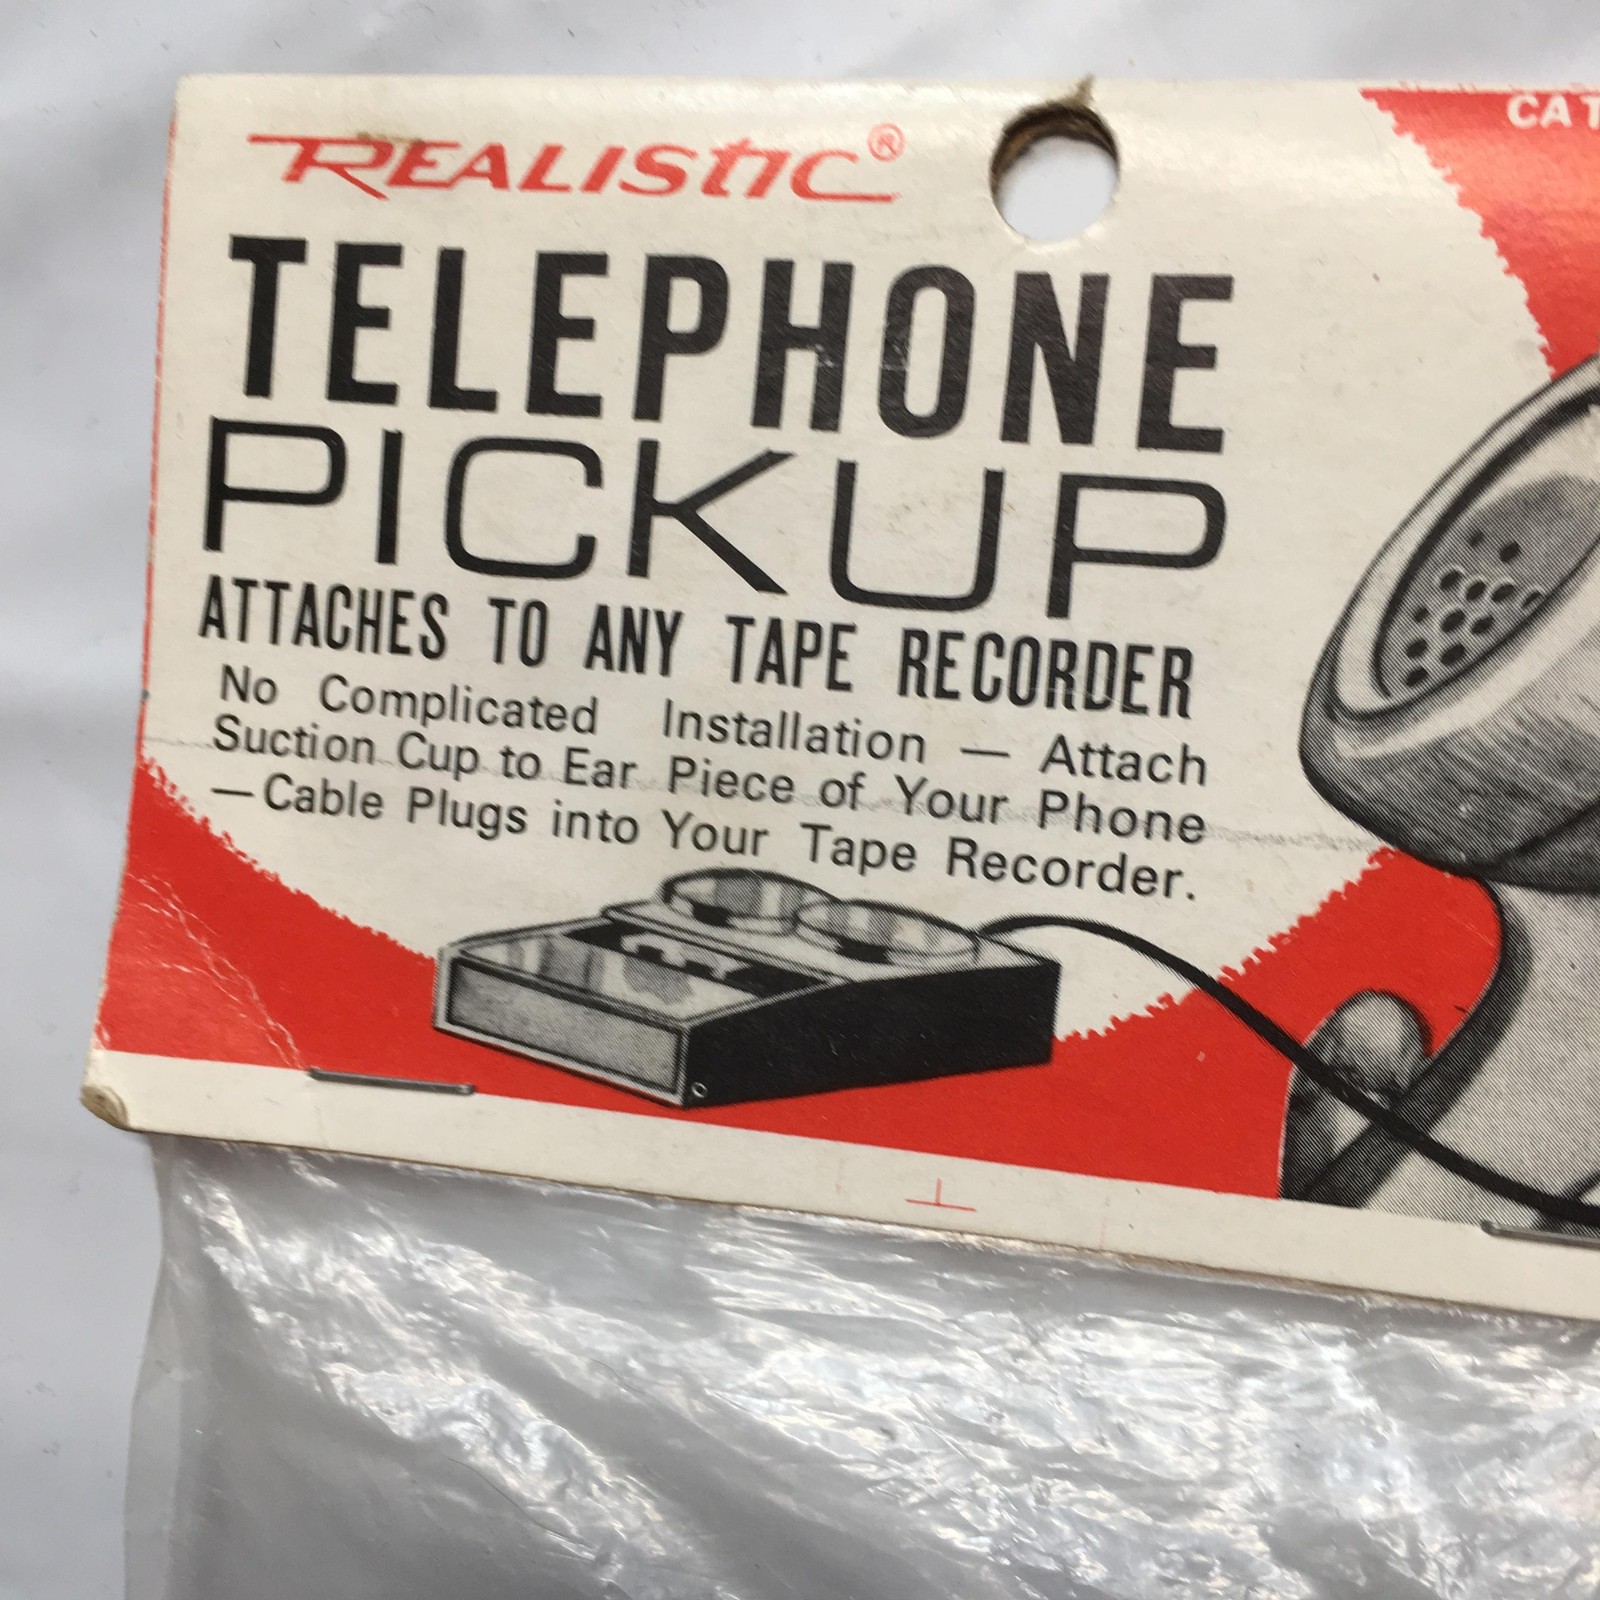 REALISTIC®
CAT
TELEPHONE
PICKUP
ATTACHES TO ANY TAPE RECORDER
No Complicated Installation — Attach
Suction Cup to Ear Piece of Your Phone
—Cable Plugs into Your Tape Recorder.